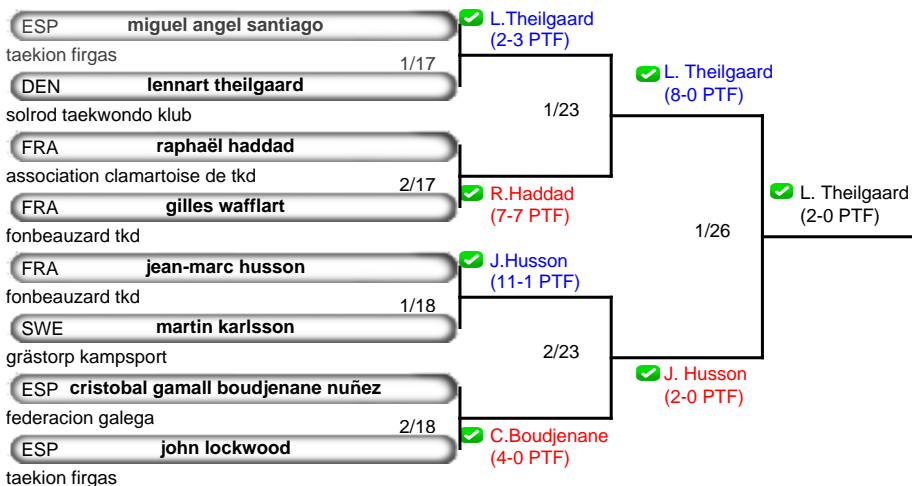 ESP miguel angel santiago
taekion firgas
1/17
DEN lennart theilgaard
solrod taekwondo klub
FRA raphaël haddad
association clamartoise de tkd
2/17
FRA gilles wafflart
fonbeauzard tkd
FRA jean-marc husson
fonbeauzard tkd
1/18
SWE martin karlsson
grästorp kampsport
ESP cristobal gamall boudjenane nuñez
federacion galega
2/18
ESP john lockwood
taekion firgas
L.Theilgaard
(2-3 PTF)
R.Haddad
(7-7 PTF)
J.Husson
(11-1 PTF)
C.Boudjenane
(4-0 PTF)
1/23
2/23
L. Theilgaard
(8-0 PTF)
J. Husson
(2-0 PTF)
1/26
L. Theilgaard
(2-0 PTF)